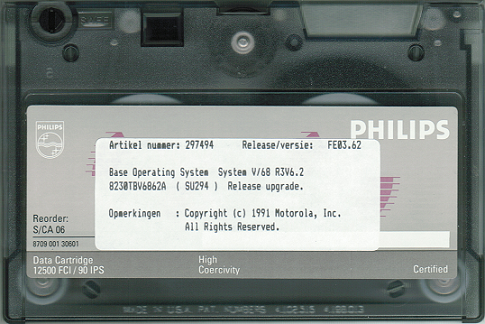 SAFE
PHILIPS
PHILIPS
Artikel nummer: 297494 Release/versie: FE03.62
Base Operating System System V/68 R3V6.2
8230TBV6862A ( SU294 ) Release upgrade.
Opmerkingen : Copyright (c) 1991 Motorola, Inc.
All Rights Reserved.
Reorder:
S/CA 06
8709 001 30601
Data Cartridge
12500 FCI / 90 IPS
High
Coercivity
Certified
MADE IN U.S.A. PAT. NUMBERS